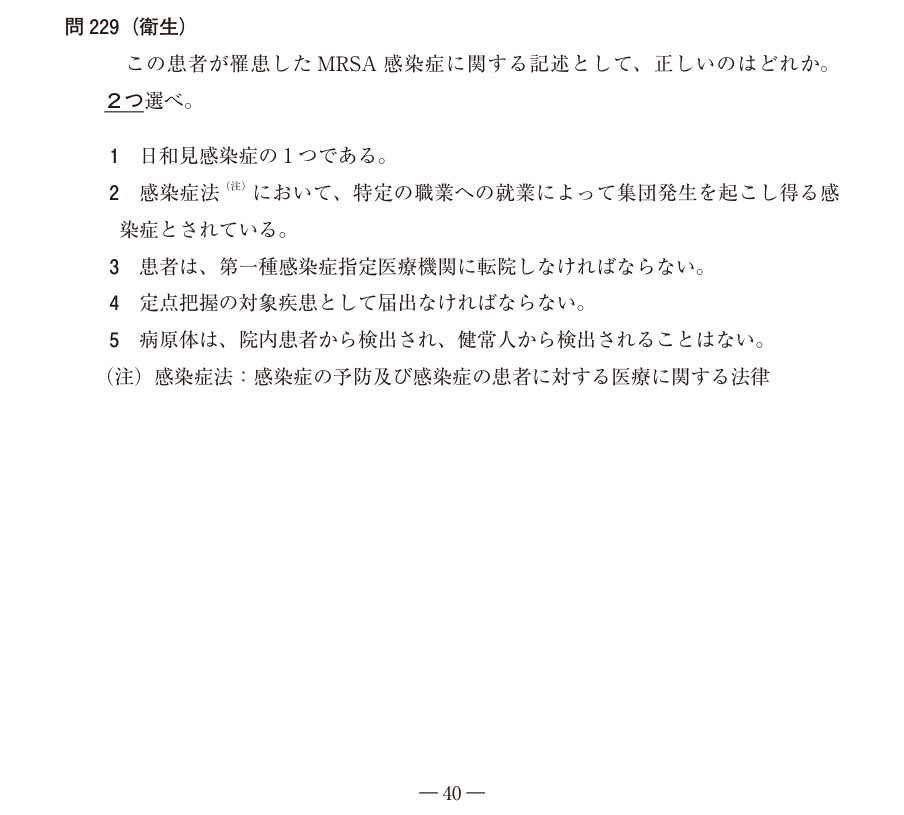 問 229（衛生）
この患者が罹患した MRSA 感染症に関する記述として、正しいのはどれか。
２つ選べ。
1　日和見感染症の１つである。
2　感染症法（注）において、特定の職業への就業によって集団発生を起こし得る感
染症とされている。
3　患者は、第一種感染症指定医療機関に転院しなければならない。
4　定点把握の対象疾患として届出なければならない。
5　病原体は、院内患者から検出され、健常人から検出されることはない。
（注）感染症法：感染症の予防及び感染症の患者に対する医療に関する法律
― 40 ―